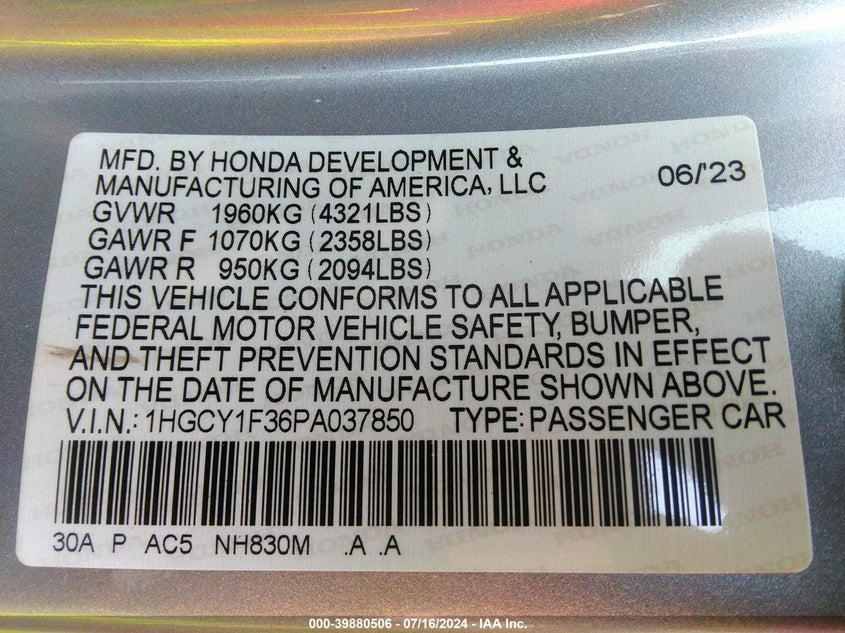 MFD. BY HONDA DEVELOPMENT &
MANUFACTURING OF AMERICA, LLC 06/'23
GVWR 1960KG (4321LBS)
GAWR F 1070KG (2358LBS)
GAWR R 950KG (2094LBS)
THIS VEHICLE CONFORMS TO ALL APPLICABLE
FEDERAL MOTOR VEHICLE SAFETY, BUMPER,
AND THEFT PREVENTION STANDARDS IN EFFECT
ON THE DATE OF MANUFACTURE SHOWN ABOVE.
V.I.N.: 1HGCY1F36PA037850 TYPE: PASSENGER CAR
30A P AC5 NH830M .A .A
000-39880506 - 07/16/2024 - IAA Inc.